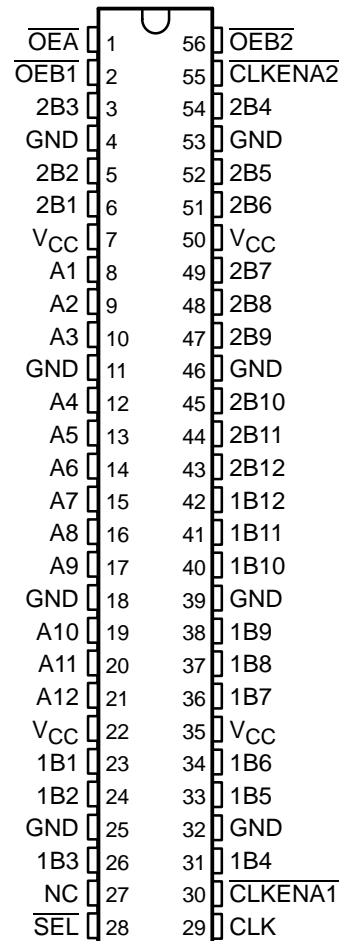 OEA 1 56 OEB2
OEB1 2 55 CLKENA2
2B3 3 54 2B4
GND 4 53 GND
2B2 5 52 2B5
2B1 6 51 2B6
VCC 7 50 VCC
A1 8 49 2B7
A2 9 48 2B8
A3 10 47 2B9
GND 11 46 GND
A4 12 45 2B10
A5 13 44 2B11
A6 14 43 2B12
A7 15 42 1B12
A8 16 41 1B11
A9 17 40 1B10
GND 18 39 GND
A10 19 38 1B9
A11 20 37 1B8
A12 21 36 1B7
VCC 22 35 VCC
1B1 23 34 1B6
1B2 24 33 1B5
GND 25 32 GND
1B3 26 31 1B4
NC 27 30 CLKENA1
SEL 28 29 CLK